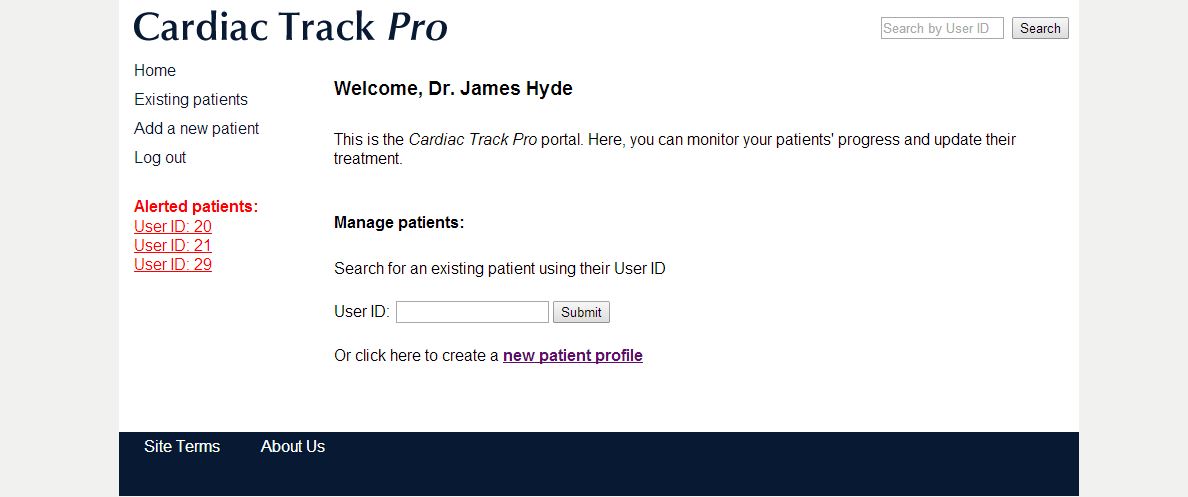 Cardiac Track Pro
Search by User ID
Search
Home
Existing patients
Add a new patient
Log out
Alerted patients:
User ID: 20
User ID: 21
User ID: 29
Welcome, Dr. James Hyde
This is the Cardiac Track Pro portal. Here, you can monitor your patients' progress and update their
treatment.
Manage patients:
Search for an existing patient using their User ID
User ID:
Submit
Or click here to create a new patient profile
Site Terms
About Us